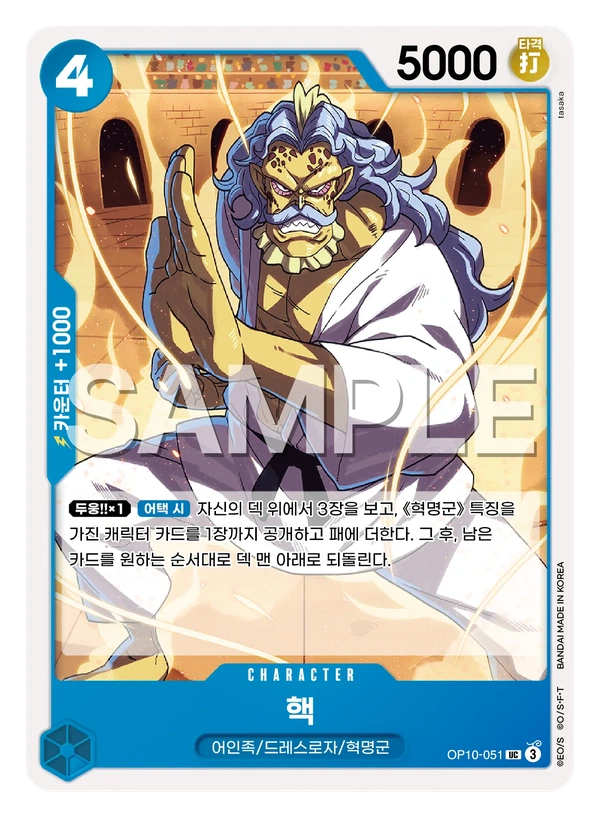 4
5000
타격
打
tasaka
카운터 +1000
SAMPLE
두웅!!×1 어택 시 자신의 덱 위에서 3장을 보고, 《혁명군》 특징을
가진 캐릭터 카드를 1장까지 공개하고 패에 더한다. 그 후, 남은
카드를 원하는 순서대로 덱 맨 아래로 되돌린다.
CHARACTER
핵
어인족/드레스로자/혁명군
OP10-051 UC 3
©EO/S ©O/S·F·T BANDAI MADE IN KOREA